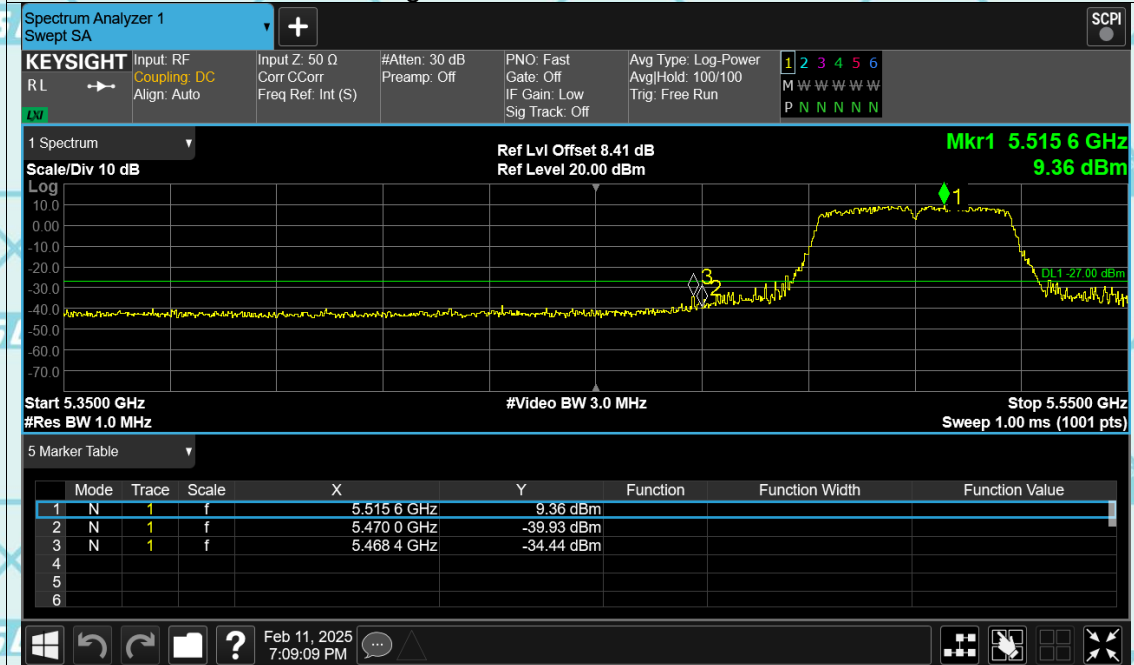 Spectrum Analyzer 1
Swept SA
+
SCPI
KEYSIGHT Input: RF Input Z: 50 Ω #Atten: 30 dB PNO: Fast Avg Type: Log-Power 1 2 3 4 5 6
R L Coupling: DC Corr CCorr Preamp: Off Gate: Off Avg|Hold: 100/100 M W W W W W W
Align: Auto Freq Ref: Int (S) IF Gain: Low Trig: Free Run P N N N N N N
LXI Sig Track: Off
1 Spectrum
Ref Lvl Offset 8.41 dB Mkr1 5.515 6 GHz
Scale/Div 10 dB Ref Level 20.00 dBm 9.36 dBm
Log
10.0
0.00
-10.0
-20.0
-30.0
-40.0
-50.0
-60.0
-70.0
1
3
2
DL1 -27.00 dBm
Start 5.3500 GHz #Video BW 3.0 MHz Stop 5.5500 GHz
#Res BW 1.0 MHz Sweep 1.00 ms (1001 pts)
5 Marker Table
Mode Trace Scale X Y Function Function Width Function Value
1 N 1 f 5.515 6 GHz 9.36 dBm
2 N 1 f 5.470 0 GHz -39.93 dBm
3 N 1 f 5.468 4 GHz -34.44 dBm
4
5
6
? Feb 11, 2025
7:09:09 PM